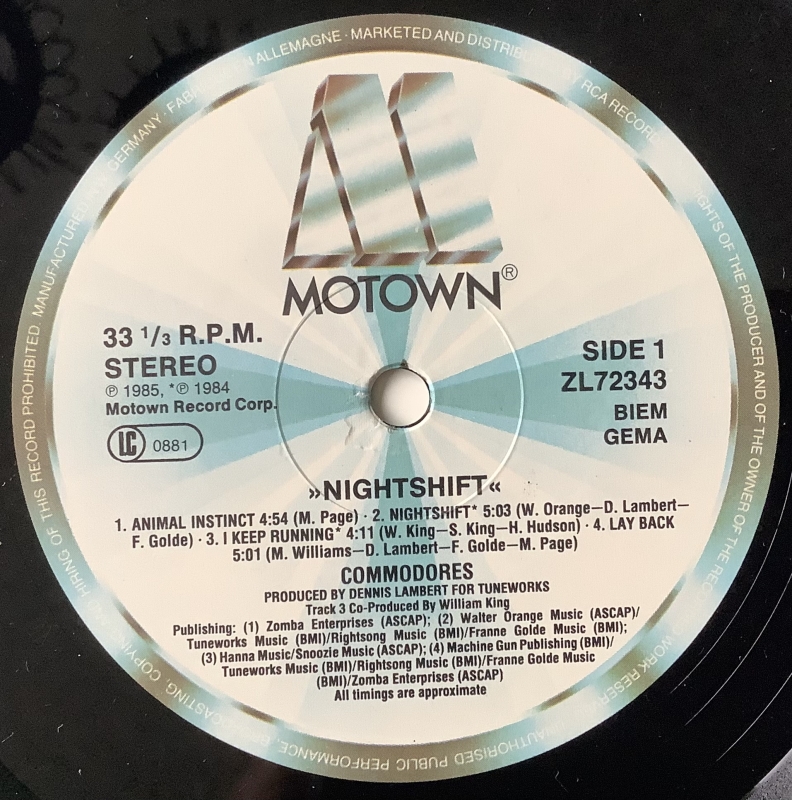 MANUFACTURED GERMANY · ALLEMAGNE · MARKETED AND RCA RECORD OF THE PRODUCER AND OF THE OWNER OF THE WORK PUBLIC PERFORMANCE, HIRING OF THIS RECORD PROHIBITED.
MOTOWN®
33 1/3 R.P.M.
STEREO
℗ 1985, *℗ 1984
Motown Record Corp.
LC 0881
SIDE 1
ZL72343
BIEM
GEMA
»NIGHTSHIFT«
1. ANIMAL INSTINCT 4:54 (M. Page) · 2. NIGHTSHIFT* 5:03 (W. Orange—D. Lambert—
F. Golde) · 3. I KEEP RUNNING* 4:11 (W. King—S. King—H. Hudson) · 4. LAY BACK
5:01 (M. Williams—D. Lambert—F. Golde—M. Page)
COMMODORES
PRODUCED BY DENNIS LAMBERT FOR TUNEWORKS
Track 3 Co-Produced By William King
Publishing: (1) Zomba Enterprises (ASCAP); (2) Walter Orange Music (ASCAP)/
Tuneworks Music (BMI)/Rightsong Music (BMI)/Franne Golde Music (BMI);
(3) Hanna Music/Snoozie Music (ASCAP); (4) Machine Gun Publishing (BMI)/
Tuneworks Music (BMI)/Rightsong Music (BMI)/Franne Golde Music
(BMI)/Zomba Enterprises (ASCAP)
All timings are approximate